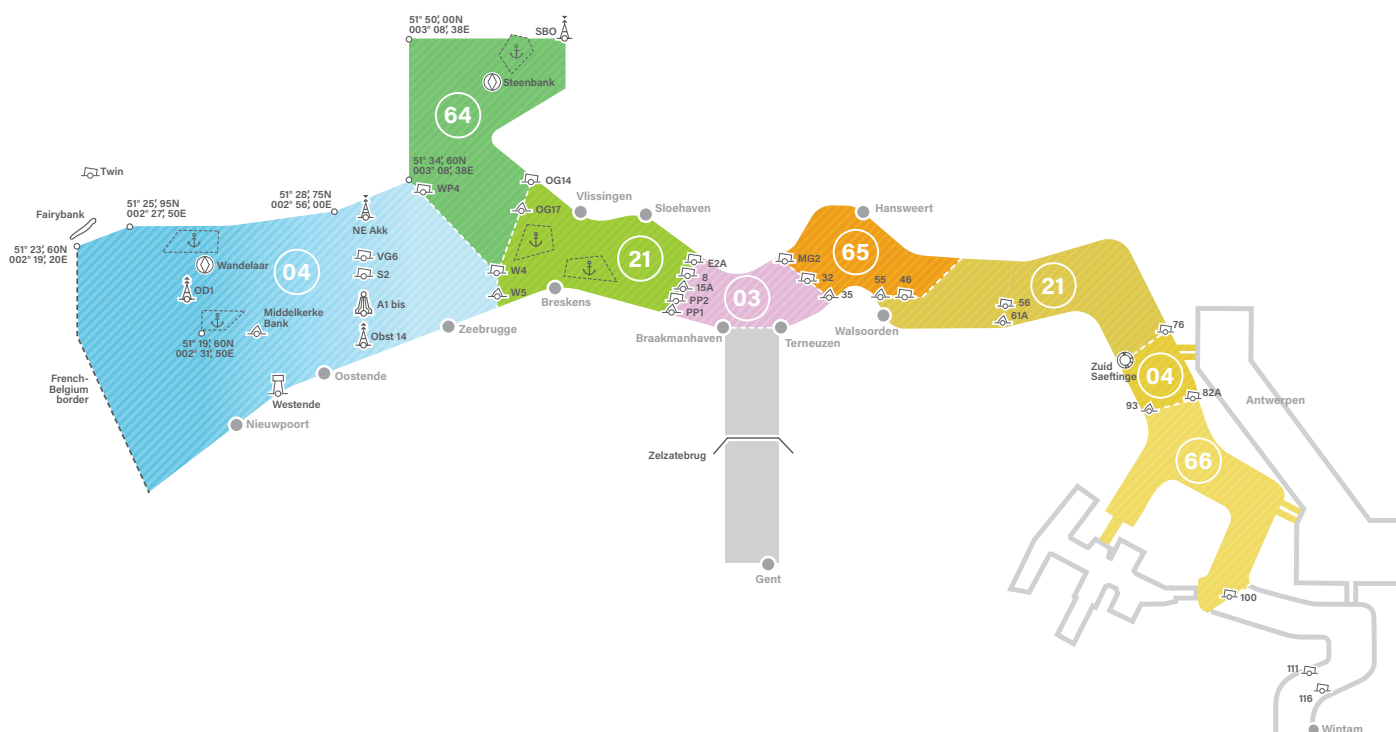 51° 50', 00N
003° 08', 38E
SBO
Steenbank
64
51° 34', 60N
003° 08', 38E
WP4
OG14
OG17
Twin
Fairybank
51° 23', 60N
002° 19', 20E
51° 25', 95N
002° 27', 50E
51° 28', 75N
002° 56', 00E
NE Akk
VG6
S2
A1 bis
Obst 14
04
Wandelaar
OD1
Middelkerke
Bank
51° 19', 60N
002° 31', 50E
French-
Belgium
border
Westende
Nieuwpoort
Oostende
Zeebrugge
W4
W5
Vlissingen
Sloehaven
21
Breskens
E2A
8
15A
PP2
PP1
03
Braakmanhaven
Terneuzen
Zelzatebrug
Gent
MG2
32
35
65
Hansweert
55
46
Walsoorden
21
56
61A
76
Zuid
Saeftinge
04
93
82A
66
Antwerpen
100
111
116
Wintam